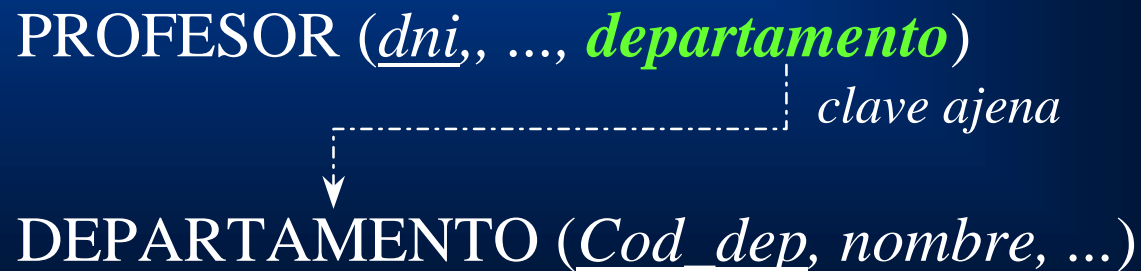 PROFESOR (dni,, ..., departamento)
clave ajena
DEPARTAMENTO (Cod_dep, nombre, ...)